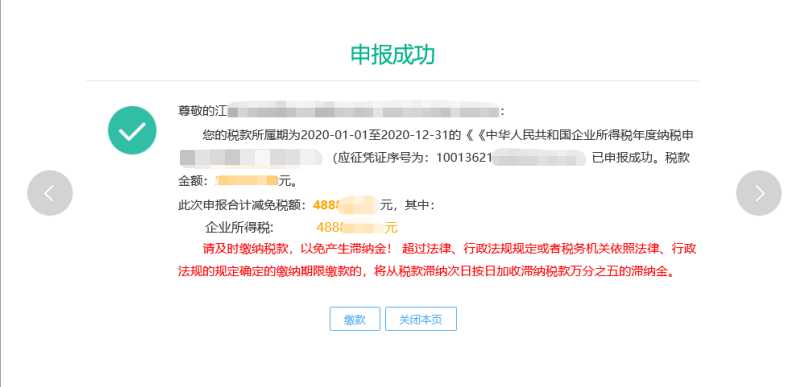 申报成功
尊敬的江:
您的税款所属期为2020-01-01至2020-12-31的《《中华人民共和国企业所得税年度纳税申
(应征凭证序号为:10013621 已申报成功。税款
金额: 元。
此次申报合计减免税额:488 元,其中:
企业所得税: 488 元
请及时缴纳税款,以免产生滞纳金! 超过法律、行政法规规定或者税务机关依照法律、行政
法规的规定确定的缴纳期限缴款的,将从税款滞纳次日按日加收滞纳税款万分之五的滞纳金。
缴款 关闭本页